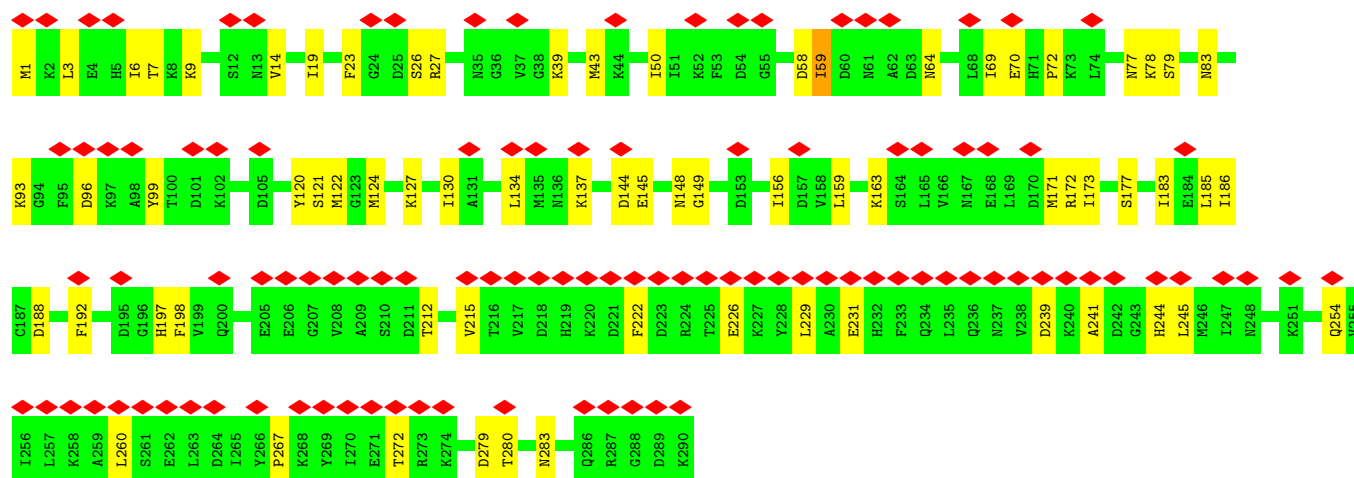 M1 K2 L3 E4 H5 I6 T7 K8 K9 S12 N13 V14 I19 F23 G24 D25 S26 R27 N35 G36 V37 G38 K39 M43 K44 I50 I51 K52 F53 D54 G55 D58 I59 D60 N61 A62 D63 N64 L68 I69 E70 H71 P72 K73 L74 N77 K78 S79 N83
K93 G94 F95 D96 K97 A98 Y99 T100 D101 K102 D105 Y120 S121 M122 G123 M124 K127 I130 A131 L134 M135 N136 K137 D144 E145 N148 G149 D153 I156 D157 V158 L159 K163 S164 L165 V166 N167 E168 L169 D170 M171 R172 I173 S177 I183 E184 L185 I186
C187 D188 F192 D195 G196 H197 F198 V199 Q200 E205 E206 G207 V208 A209 S210 D211 T212 V215 T216 V217 D218 H219 K220 D221 F222 D223 R224 T225 E226 K227 Y228 L229 A230 E231 H232 F233 Q234 L235 Q236 N237 V238 D239 K240 A241 D242 G243 H244 L245 M246 I247 N248 K251 Q254 V255
I256 L257 K258 A259 L260 S261 E262 L263 D264 I265 Y266 P267 K268 Y269 I270 E271 T272 R273 K274 D279 T280 N283 Q286 R287 G288 D289 K290